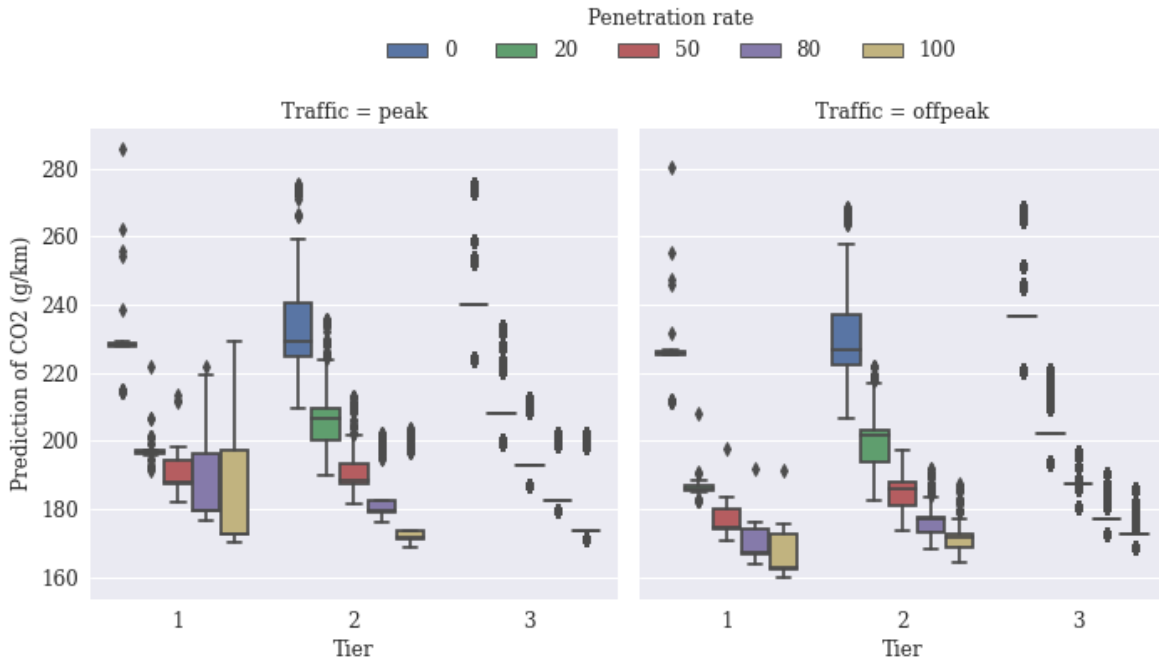 Penetration rate
0 20 50 80 100
Traffic = peak Traffic = offpeak
Prediction of CO2 (g/km)
280
260
240
220
200
180
160
1 2 3 1 2 3
Tier Tier